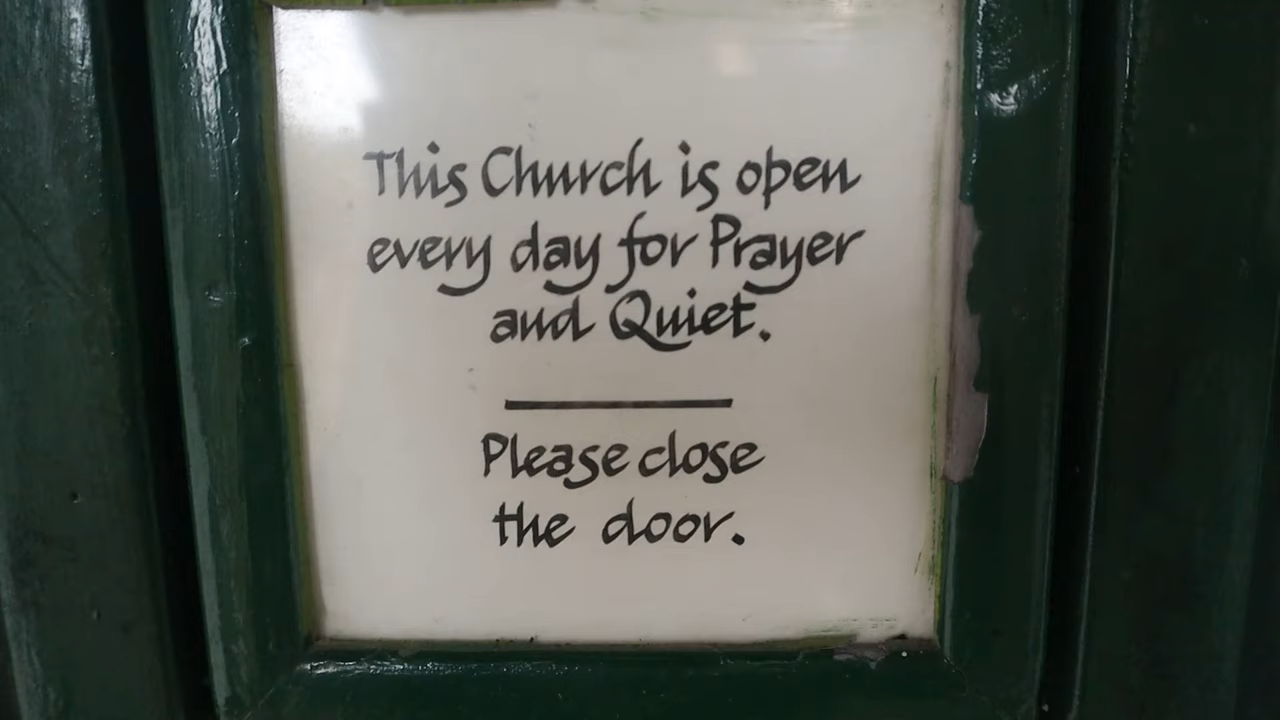 This Church is open
every day for Prayer
and Quiet.
Please close
the door.